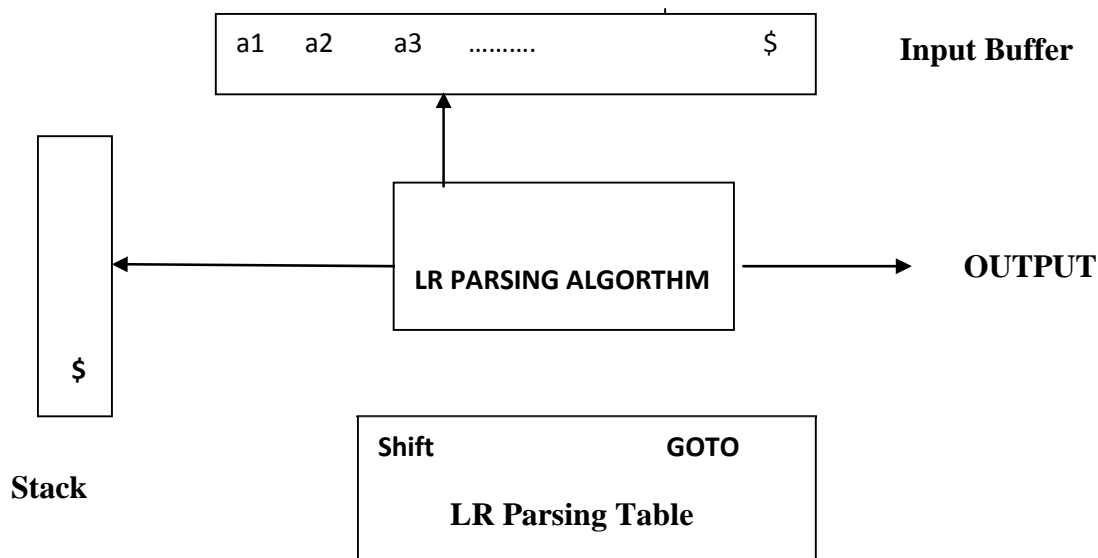 a1 a2 a3 ………. $
Input Buffer
LR PARSING ALGORTHM
OUTPUT
$
Stack
Shift GOTO
LR Parsing Table